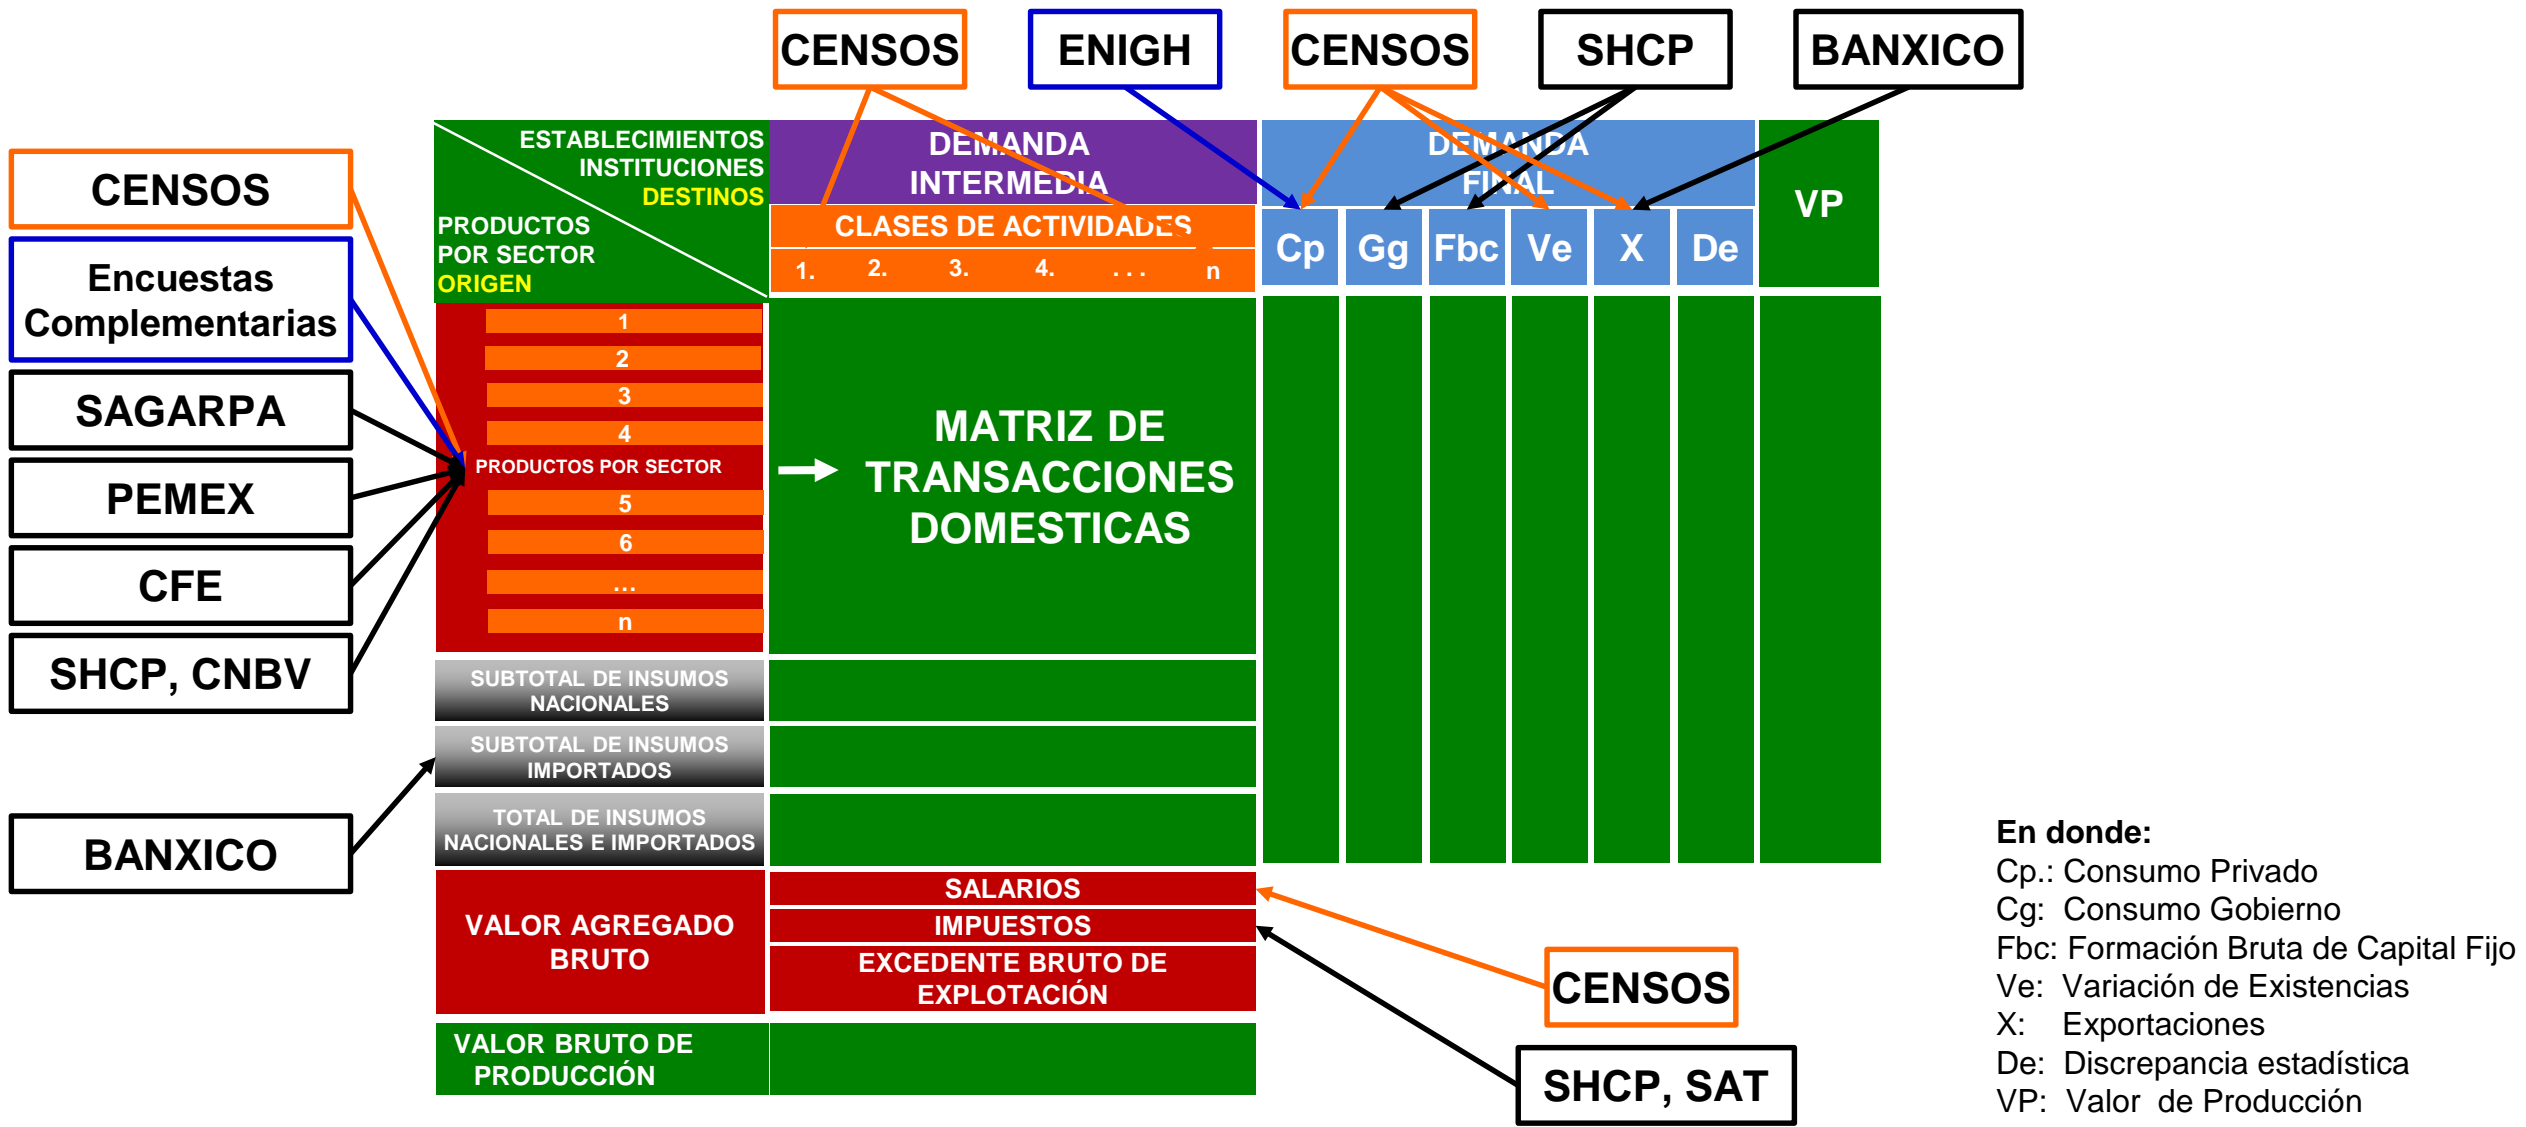 CENSOS
ENIGH
CENSOS
SHCP
BANXICO
CENSOS
Encuestas
Complementarias
SAGARPA
PEMEX
CFE
SHCP, CNBV
BANXICO
ESTABLECIMIENTOS
INSTITUCIONES
DESTINOS
PRODUCTOS
POR SECTOR
ORIGEN
DEMANDA
INTERMEDIA
CLASES DE ACTIVIDADES
1. 2. 3. 4. . . . n
DEMANDA
FINAL
Cp Gg Fbc Ve X De
VP
1
2
3
4
PRODUCTOS POR SECTOR
5
6
...
n
MATRIZ DE
TRANSACCIONES
DOMESTICAS
SUBTOTAL DE INSUMOS
NACIONALES
SUBTOTAL DE INSUMOS
IMPORTADOS
TOTAL DE INSUMOS
NACIONALES E IMPORTADOS
VALOR AGREGADO
BRUTO
SALARIOS
IMPUESTOS
EXCEDENTE BRUTO DE
EXPLOTACIÓN
VALOR BRUTO DE
PRODUCCIÓN
CENSOS
SHCP, SAT
En donde:
Cp.: Consumo Privado
Cg: Consumo Gobierno
Fbc: Formación Bruta de Capital Fijo
Ve: Variación de Existencias
X: Exportaciones
De: Discrepancia estadística
VP: Valor de Producción